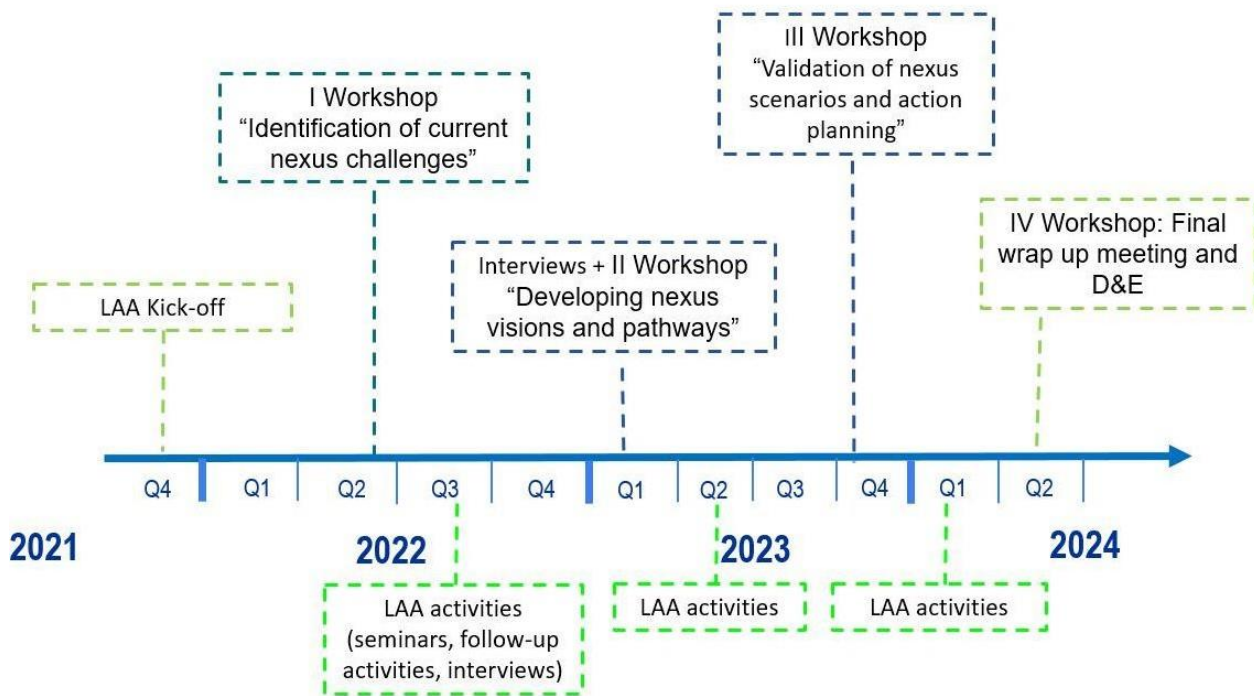 III Workshop
“Validation of nexus
scenarios and action
planning”
I Workshop
“Identification of current
nexus challenges”
IV Workshop: Final
wrap up meeting and
D&E
Interviews + II Workshop
“Developing nexus
visions and pathways”
LAA Kick-off
Q4 Q1 Q2 Q3 Q4 Q1 Q2 Q3 Q4 Q1 Q2
2021 2022 2023 2024
LAA activities
(seminars, follow-up
activities, interviews)
LAA activities
LAA activities